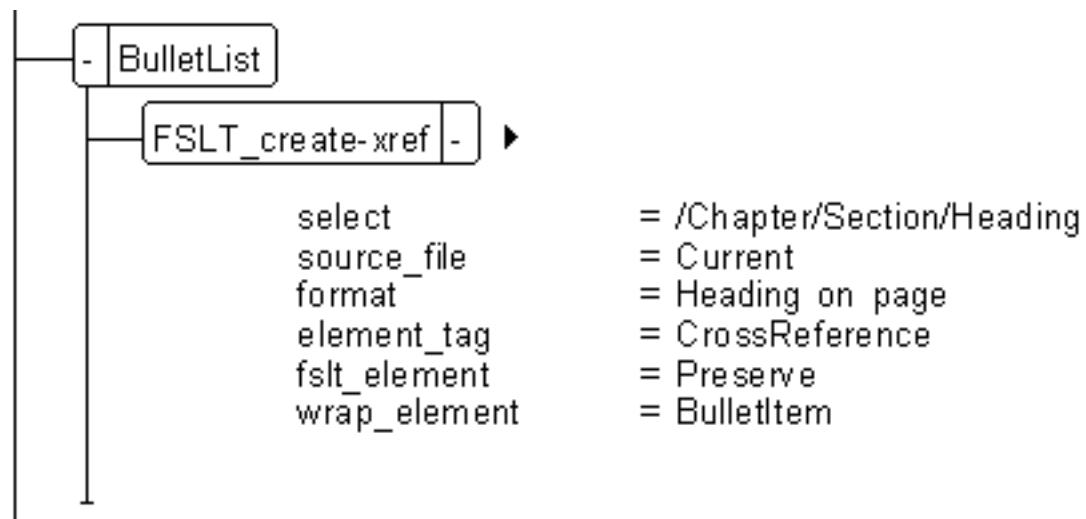 - BulletList
FSLT_create-xref -
select = /Chapter/Section/Heading
source_file = Current
format = Heading on page
element_tag = CrossReference
fslt_element = Preserve
wrap_element = BulletItem